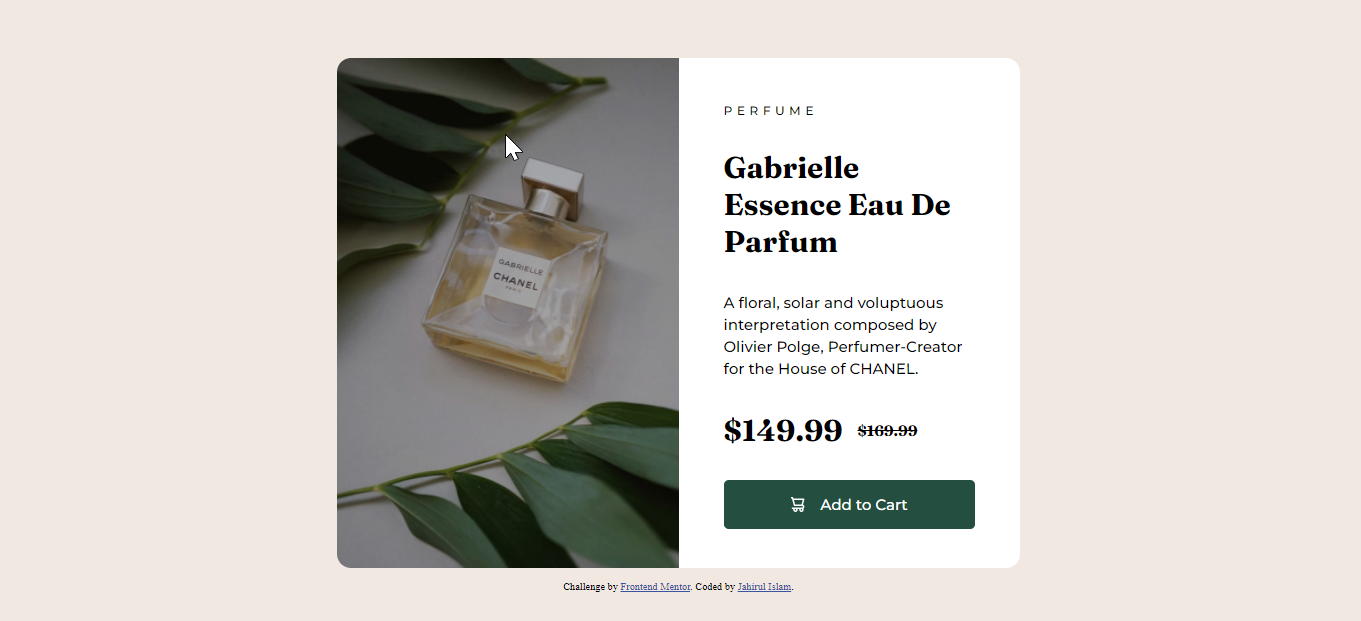 GABRIELLE
CHANEL
PARIS
PERFUME
Gabrielle
Essence Eau De
Parfum
A floral, solar and voluptuous
interpretation composed by
Olivier Polge, Perfumer-Creator
for the House of CHANEL.
$149.99 $169.99
Add to Cart
Challenge by Frontend Mentor. Coded by Jahirul Islam.